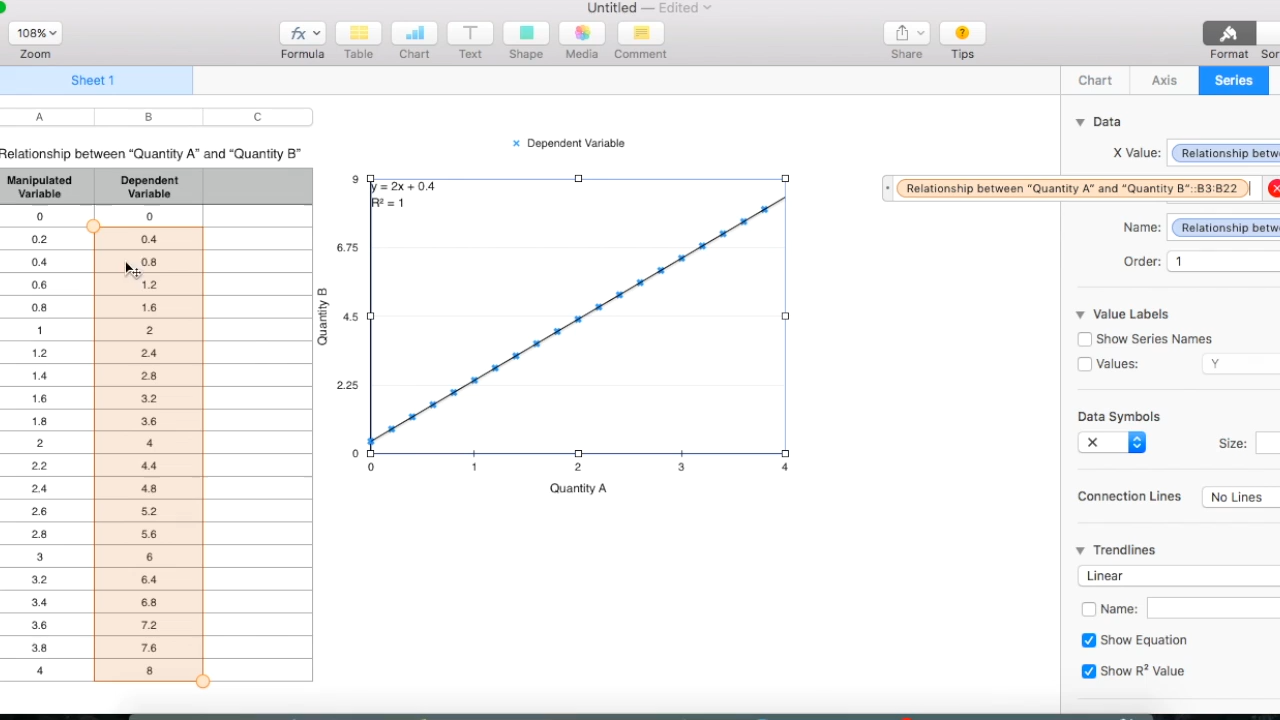 Untitled — Edited
108%
Zoom
fx
Formula
Table
T
Chart
Text
Shape
Media
Comment
Share
?
Tips
Format
Sor
Sheet 1
Chart
Axis
Series
A
B
C
Relationship between “Quantity A” and “Quantity B”
Manipulated Variable
Dependent Variable
0 0
0.2 0.4
0.4 0.8
0.6 1.2
0.8 1.6
1 2
1.2 2.4
1.4 2.8
1.6 3.2
1.8 3.6
2 4
2.2 4.4
2.4 4.8
2.6 5.2
2.8 5.6
3 6
3.2 6.4
3.4 6.8
3.6 7.2
3.8 7.6
4 8
Dependent Variable
y = 2x + 0.4
R² = 1
9
6.75
4.5
2.25
0
Quantity B
0 1 2 3 4
Quantity A
Data
X Value: Relationship betwe
Relationship between “Quantity A” and “Quantity B”::B3:B22
Name: Relationship betwe
Order: 1
Value Labels
Show Series Names
Values: Y
Data Symbols
Size:
Connection Lines No Lines
Trendlines
Linear
Name:
Show Equation
Show R² Value